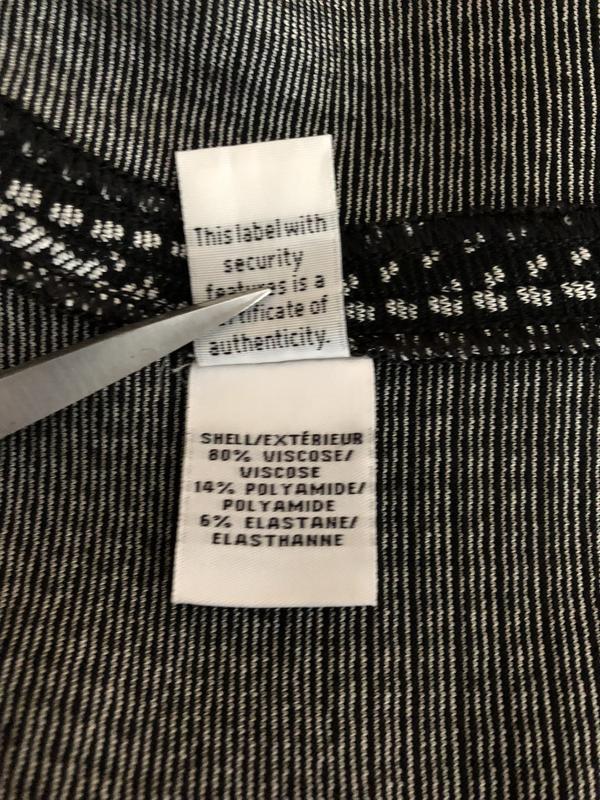 This label with
security
features is a
certificate of
authenticity.
SHELL/EXTÉRIEUR
80% VISCOSE/
VISCOSE
14% POLYAMIDE/
POLYAMIDE
6% ELASTANE/
ELASTHANNE